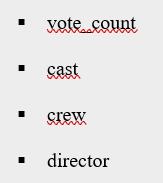 ▪ vote_count
▪ cast
▪ crew
▪ director